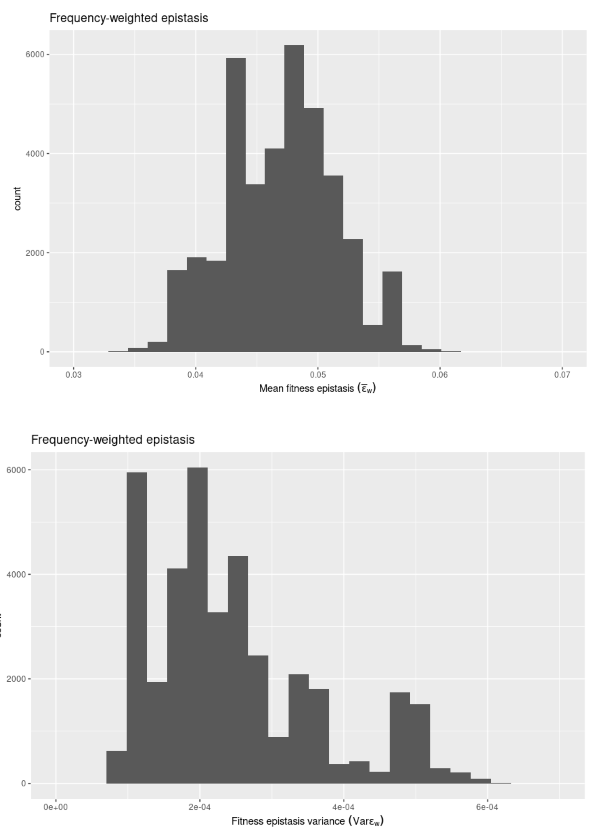 Frequency-weighted epistasis
6000
4000
2000
0
count
0.03 0.04 0.05 0.06 0.07
Mean fitness epistasis (ε̅w)
Frequency-weighted epistasis
6000
4000
2000
0
0e+00 2e-04 4e-04 6e-04
Fitness epistasis variance (Varεw)